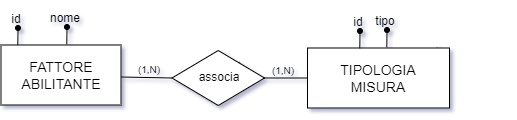 id nome
id tipo
FATTORE
ABILITANTE
(1,N)
associa
(1,N)
TIPOLOGIA
MISURA